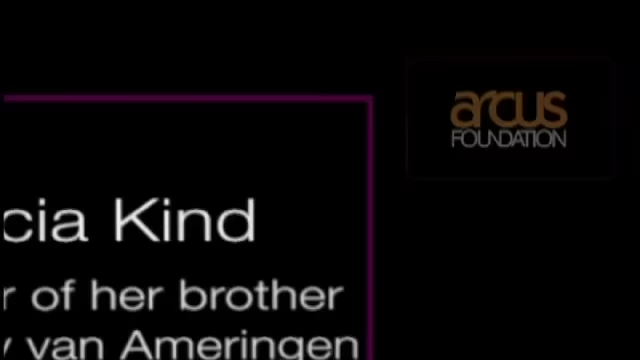 arcus
FOUNDATION
cia Kind
r of her brother
van Ameringen